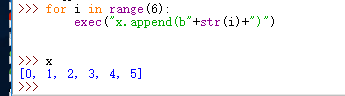 >>> for i in range(6):
        exec("x.append(b"+str(i)+")")
>>> x
[0, 1, 2, 3, 4, 5]
>>>